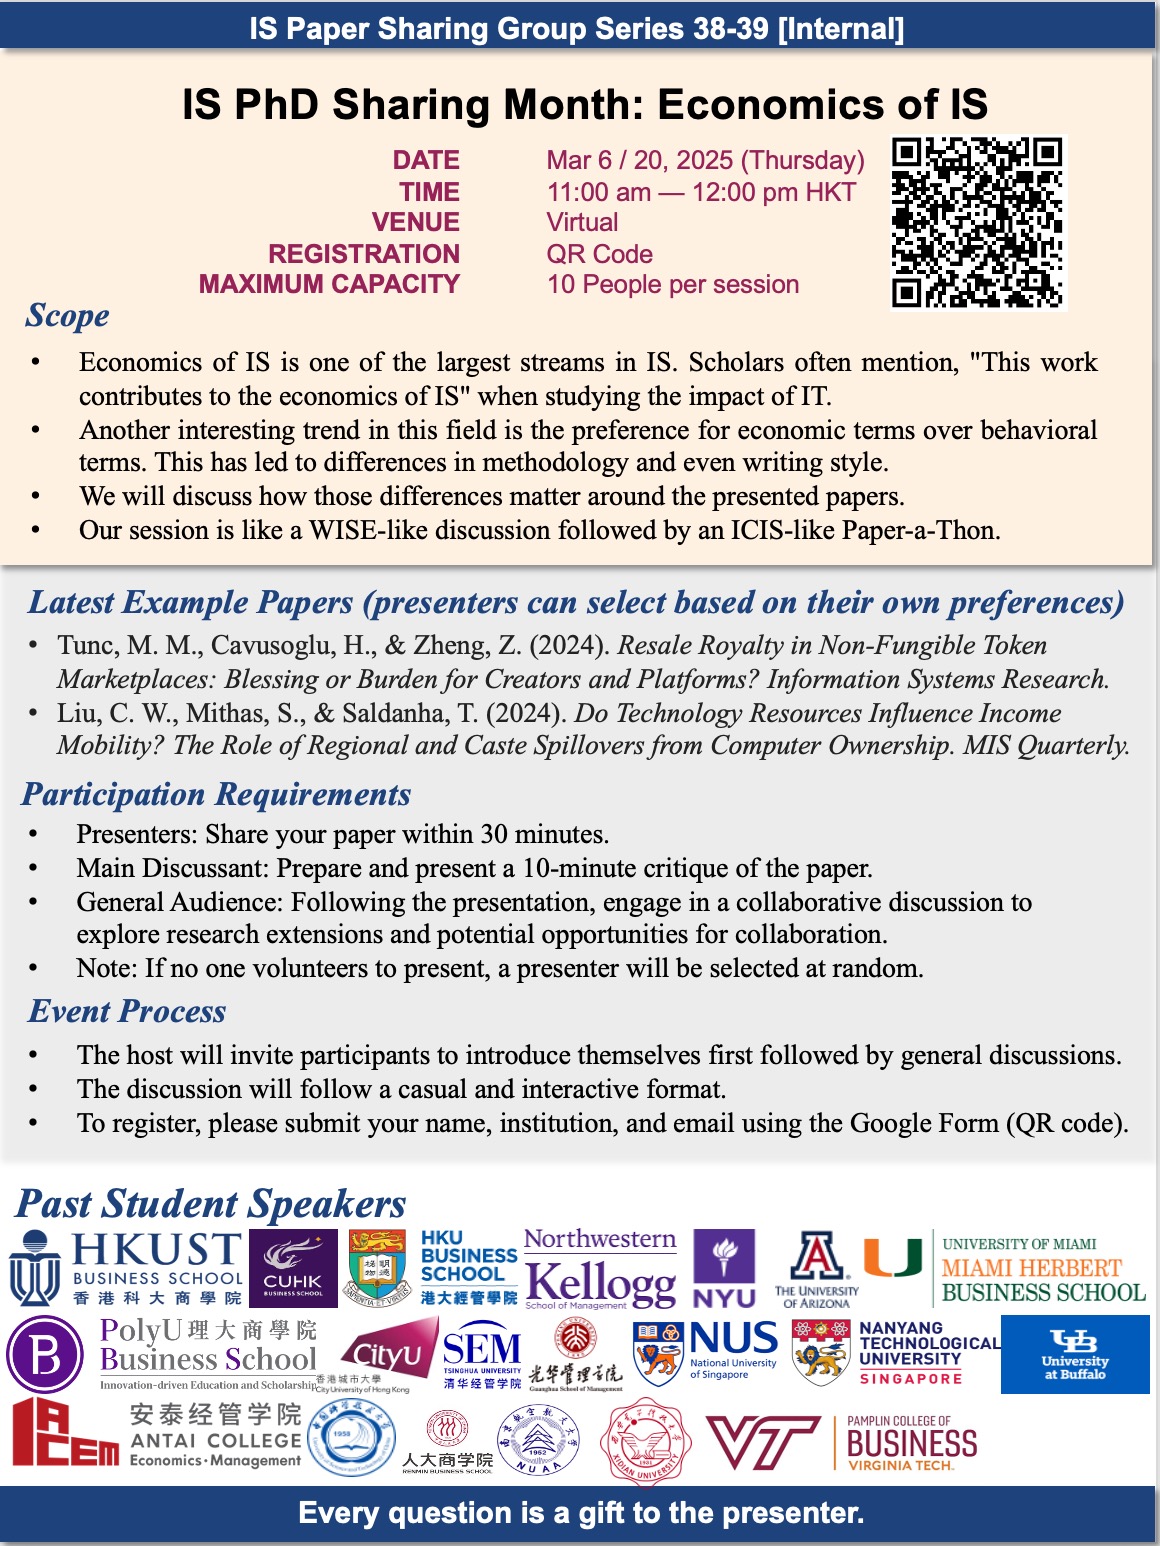 IS Paper Sharing Group Series 38-39 [Internal]
IS PhD Sharing Month: Economics of IS
DATE Mar 6 / 20, 2025 (Thursday)
TIME 11:00 am — 12:00 pm HKT
VENUE Virtual
REGISTRATION QR Code
MAXIMUM CAPACITY 10 People per session
Scope
• Economics of IS is one of the largest streams in IS. Scholars often mention, "This work
contributes to the economics of IS" when studying the impact of IT.
• Another interesting trend in this field is the preference for economic terms over behavioral
terms. This has led to differences in methodology and even writing style.
• We will discuss how those differences matter around the presented papers.
• Our session is like a WISE-like discussion followed by an ICIS-like Paper-a-Thon.
Latest Example Papers (presenters can select based on their own preferences)
• Tunc, M. M., Cavusoglu, H., & Zheng, Z. (2024). Resale Royalty in Non-Fungible Token
Marketplaces: Blessing or Burden for Creators and Platforms? Information Systems Research.
• Liu, C. W., Mithas, S., & Saldanha, T. (2024). Do Technology Resources Influence Income
Mobility? The Role of Regional and Caste Spillovers from Computer Ownership. MIS Quarterly.
Participation Requirements
• Presenters: Share your paper within 30 minutes.
• Main Discussant: Prepare and present a 10-minute critique of the paper.
• General Audience: Following the presentation, engage in a collaborative discussion to
explore research extensions and potential opportunities for collaboration.
• Note: If no one volunteers to present, a presenter will be selected at random.
Event Process
• The host will invite participants to introduce themselves first followed by general discussions.
• The discussion will follow a casual and interactive format.
• To register, please submit your name, institution, and email using the Google Form (QR code).
Past Student Speakers
HKUST
BUSINESS SCHOOL
香港科大商學院
CUHK
BUSINESS SCHOOL
HKU
BUSINESS
SCHOOL
港大經管學院
Northwestern
Kellogg
School of Management
NYU
A
THE UNIVERSITY
OF ARIZONA
U
UNIVERSITY OF MIAMI
MIAMI HERBERT
BUSINESS SCHOOL
B
PolyU 理大商學院
Business School
Innovation-driven Education and Scholarship
CityU
香港城市大學
City University of Hong Kong
SEM
TSINGHUA UNIVERSITY
清华经管学院
光华管理学院
Guanghua School of Management
NUS
National University
of Singapore
NANYANG
TECHNOLOGICAL
UNIVERSITY
SINGAPORE
UB
University
at Buffalo
ACEM
安泰经管学院
ANTAI COLLEGE
Economics·Management
1958
人大商学院
RENMIN BUSINESS SCHOOL
1952
NUAA
1931
XIDIAN UNIVERSITY
VT
PAMPLIN COLLEGE OF
BUSINESS
VIRGINIA TECH.
Every question is a gift to the presenter.